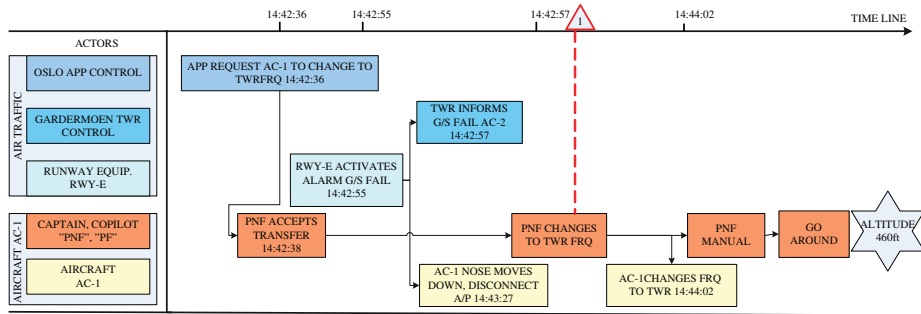 14:42:36
14:42:55
14:42:57
14:44:02
TIME LINE
1
ACTORS
AIR TRAFFIC
OSLO APP CONTROL
GARDERMOEN TWR
CONTROL
RUNWAY EQUIP.
RWY-E
APP REQUEST AC-1 TO CHANGE TO
TWRFRQ 14:42:36
TWR INFORMS
G/S FAIL AC-2
14:42:57
RWY-E ACTIVATES
ALARM G/S FAIL
14:42:55
AIRCRAFT AC-1
CAPTAIN, COPILOT
"PNF", "PF"
AIRCRAFT
AC-1
PNF ACCEPTS
TRANSFER
14:42:38
PNF CHANGES
TO TWR FRQ
PNF
MANUAL
GO
AROUND
ALTITUDE
460ft
AC-1 NOSE MOVES
DOWN, DISCONNECT
A/P 14:43:27
AC-1CHANGES FRQ
TO TWR 14:44:02